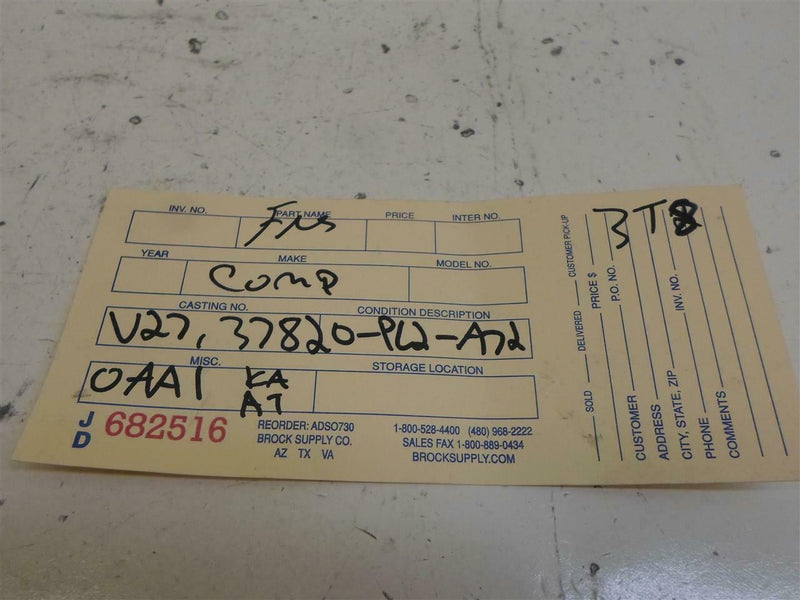 INV. NO. PART NAME PRICE INTER NO.
YEAR MAKE MODEL NO.
COMP
CASTING NO. CONDITION DESCRIPTION
V27, 37820-PL2-A72
MISC. STORAGE LOCATION
0AA1 KA
AT
JD 682516
REORDER: ADSO730
BROCK SUPPLY CO.
AZ TX VA
1-800-528-4400 (480) 968-2222
SALES FAX 1-800-889-0434
BROCKSUPPLY.COM
SOLD DELIVERED CUSTOMER PICK-UP
PRICE $
P.O. NO.
3T8
CUSTOMER
ADDRESS
CITY, STATE, ZIP INV. NO.
PHONE
COMMENTS